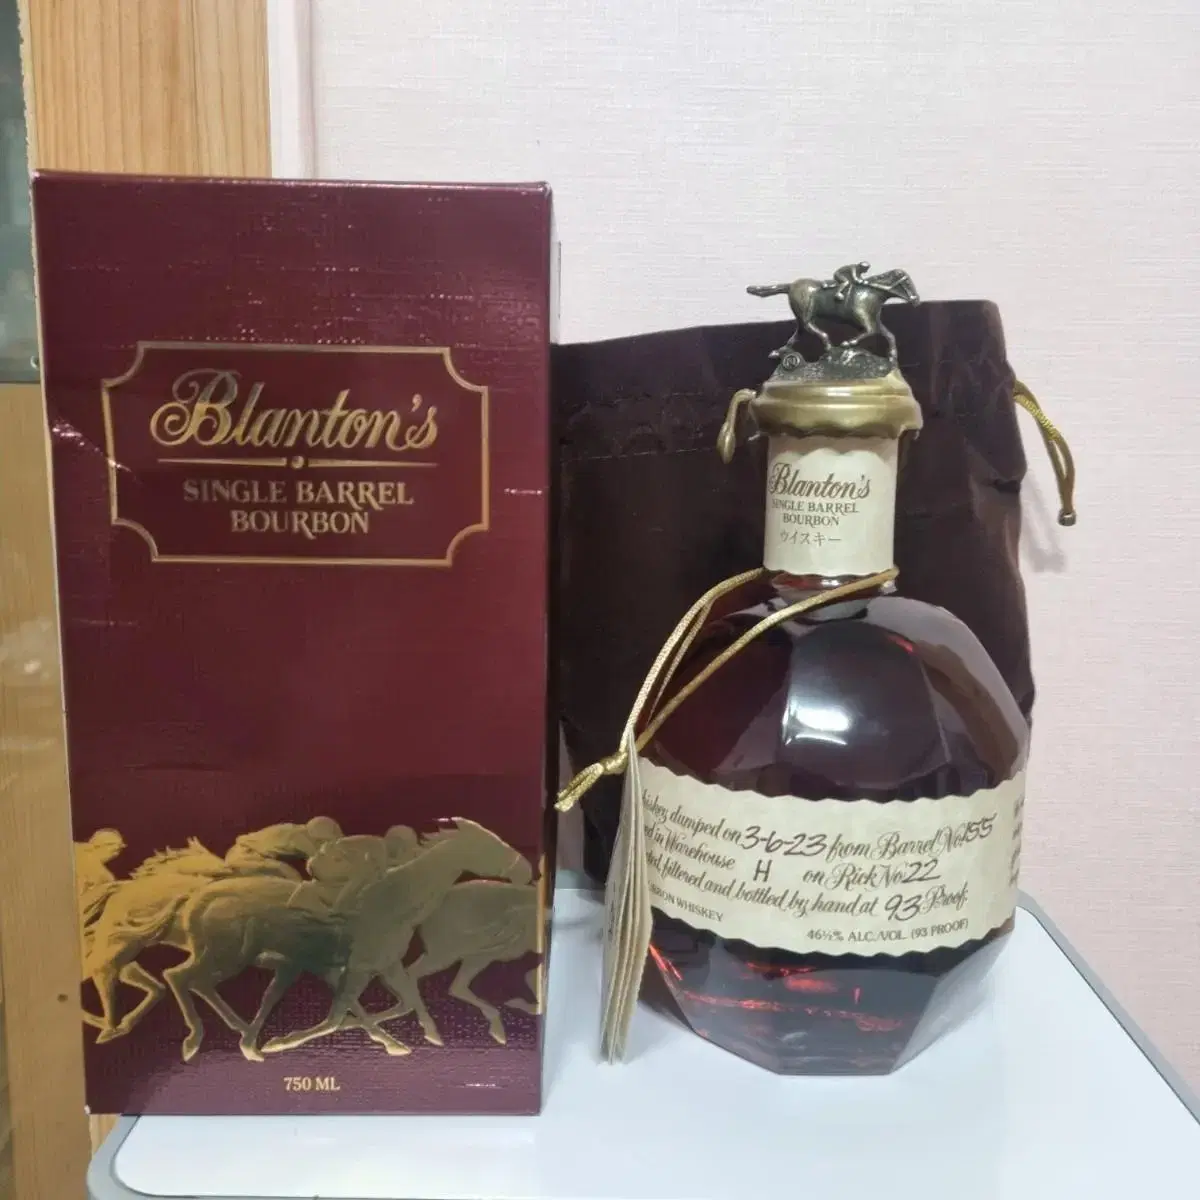 Blanton's
SINGLE BARREL
BOURBON
750 ML
Blanton's
SINGLE BARREL
BOURBON
ウイスキー
dumped on 3-6-23 from Barrel No. 155
in Warehouse H on Rick No. 22
filtered and bottled by hand at 93 Proof.
WHISKEY
46½% ALC./VOL. (93 PROOF)